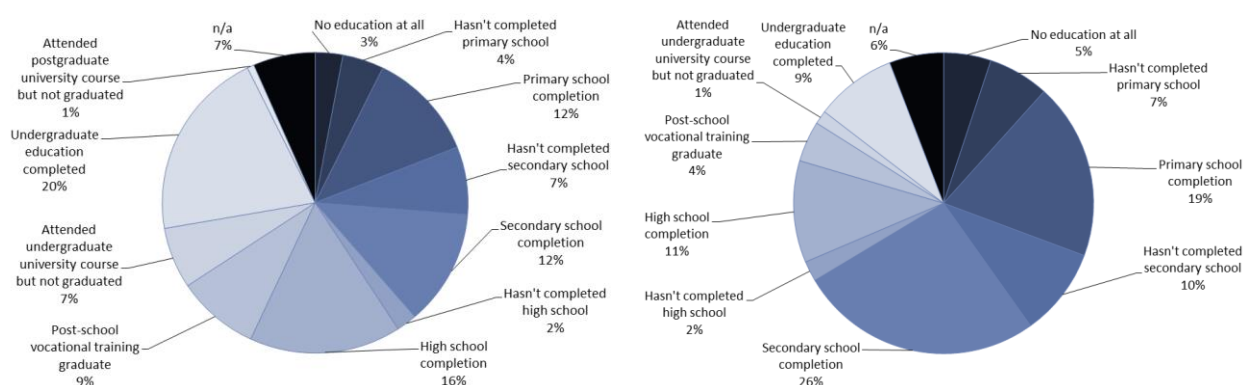 n/a
7%
No education at all
3%
Hasn't completed
primary school
4%
Primary school
completion
12%
Hasn't completed
secondary school
7%
Secondary school
completion
12%
Hasn't completed
high school
2%
High school
completion
16%
Post-school
vocational training
graduate
9%
Attended
undergraduate
university course
but not graduated
7%
Undergraduate
education
completed
20%
Attended
postgraduate
university course
but not graduated
1%
n/a
6%
No education at all
5%
Hasn't completed
primary school
7%
Primary school
completion
19%
Hasn't completed
secondary school
10%
Secondary school
completion
26%
Hasn't completed
high school
2%
High school
completion
11%
Post-school
vocational training
graduate
4%
Attended
undergraduate
university course
but not graduated
1%
Undergraduate
education
completed
9%